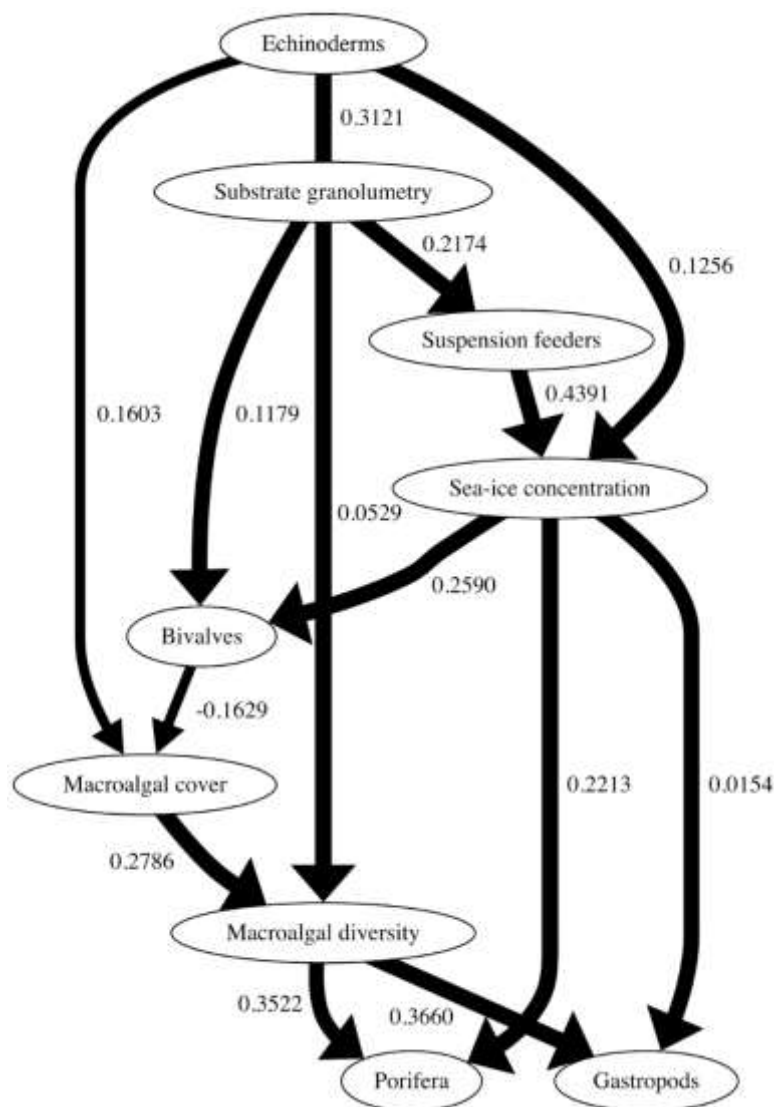 Echinoderms
0.3121
Substrate granolumetry
0.2174
0.1256
Suspension feeders
0.1603
0.1179
0.4391
Sea-ice concentration
0.0529
0.2590
Bivalves
-0.1629
Macroalgal cover
0.2213
0.0154
0.2786
Macroalgal diversity
0.3522
0.3660
Porifera
Gastropods